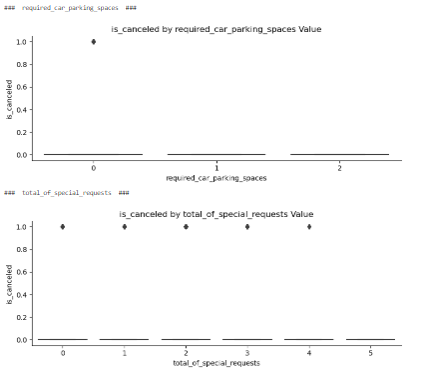 ### required_car_parking_spaces ###
is_canceled by required_car_parking_spaces Value
1.0
0.8
0.6
0.4
0.2
0.0
is_canceled
0 1 2
required_car_parking_spaces
### total_of_special_requests ###
is_canceled by total_of_special_requests Value
1.0
0.8
0.6
0.4
0.2
0.0
is_canceled
0 1 2 3 4 5
total_of_special_requests